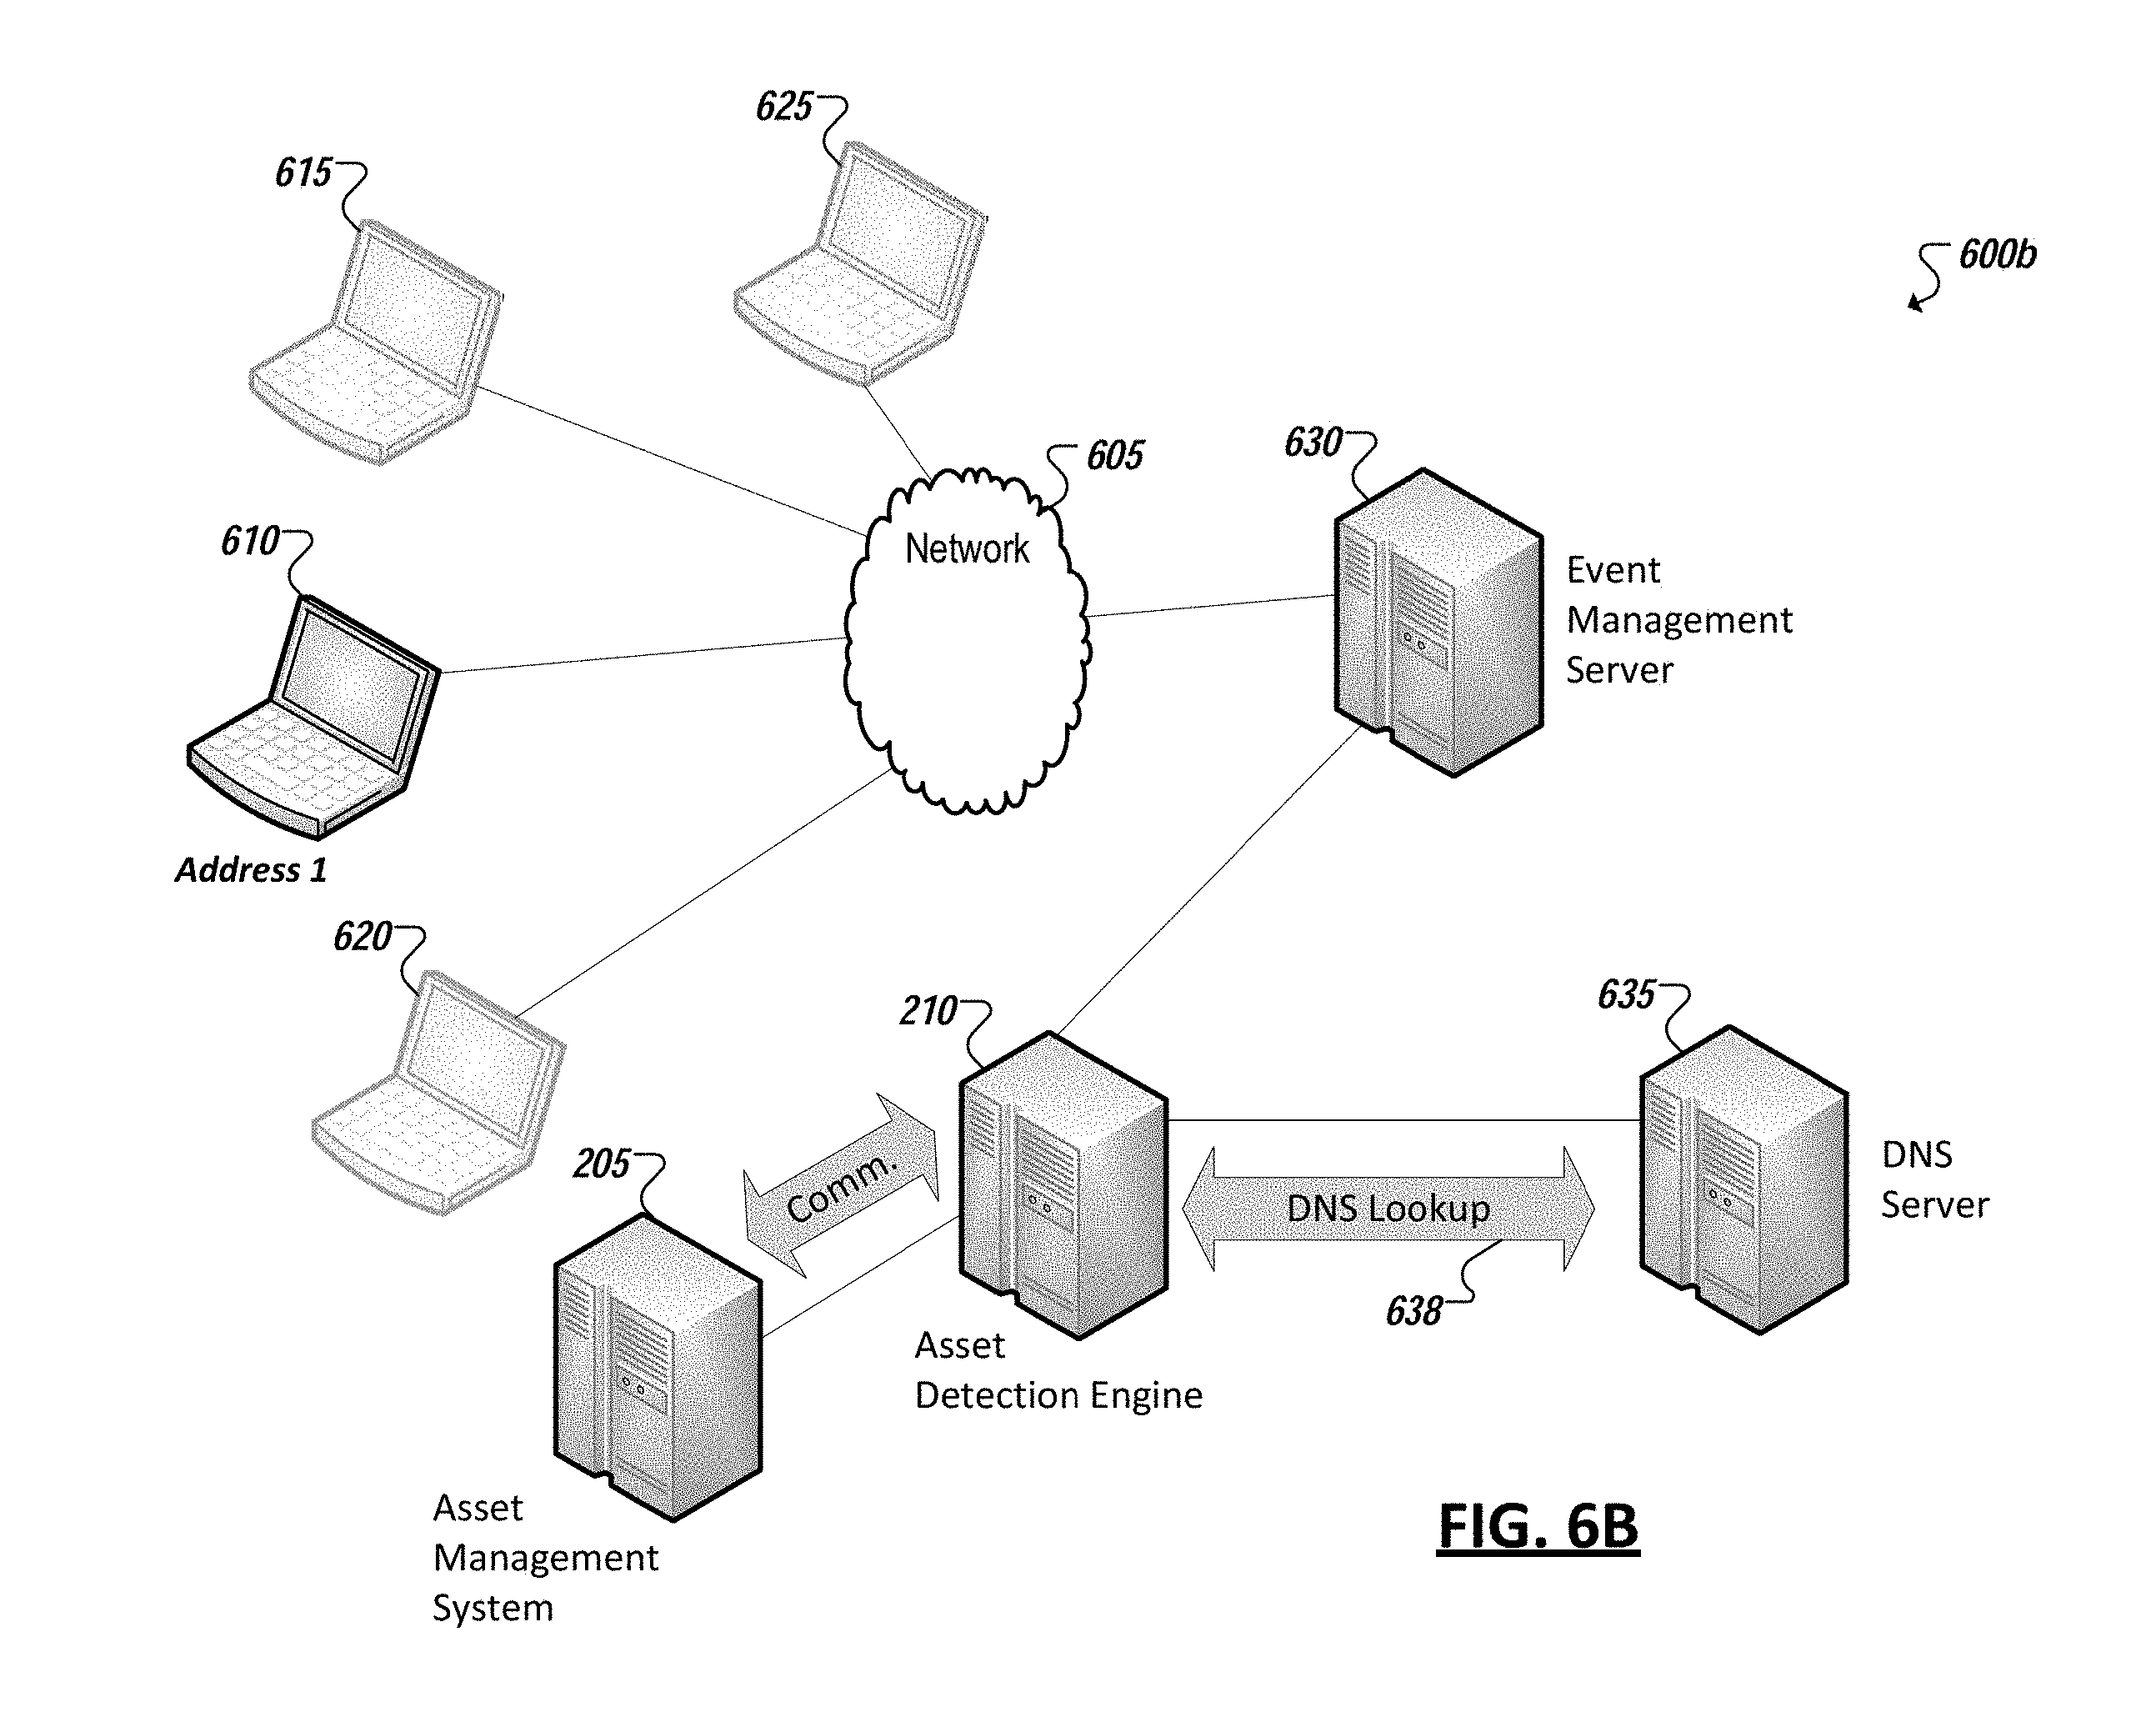 625
615
600b
605
630
Network
610
Event
Management
Server
Address 1
620
635
210
205
Comm.
DNS
Server
DNS Lookup
638
Asset
Detection Engine
Asset
Management
System
FIG. 6B